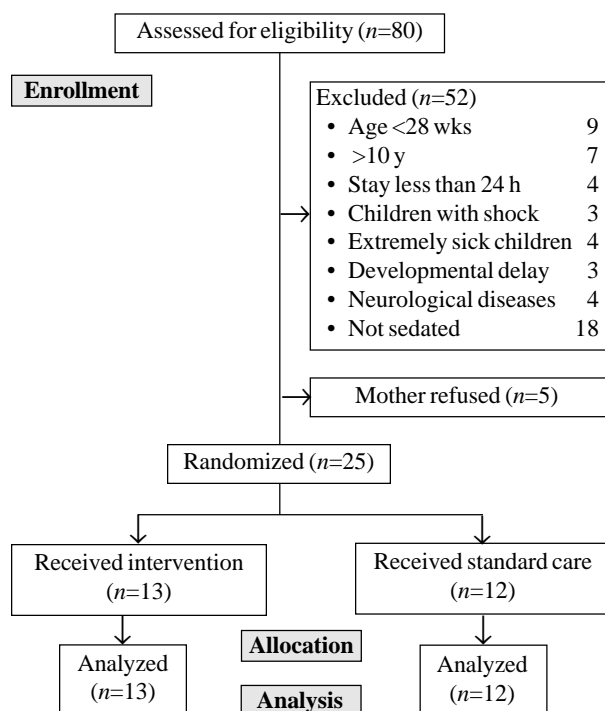 Assessed for eligibility (n=80)
Enrollment
Excluded (n=52)
• Age <28 wks 9
• >10 y 7
• Stay less than 24 h 4
• Children with shock 3
• Extremely sick children 4
• Developmental delay 3
• Neurological diseases 4
• Not sedated 18
Mother refused (n=5)
Randomized (n=25)
Received intervention
(n=13)
Received standard care
(n=12)
Allocation
Analyzed
(n=13)
Analyzed
(n=12)
Analysis